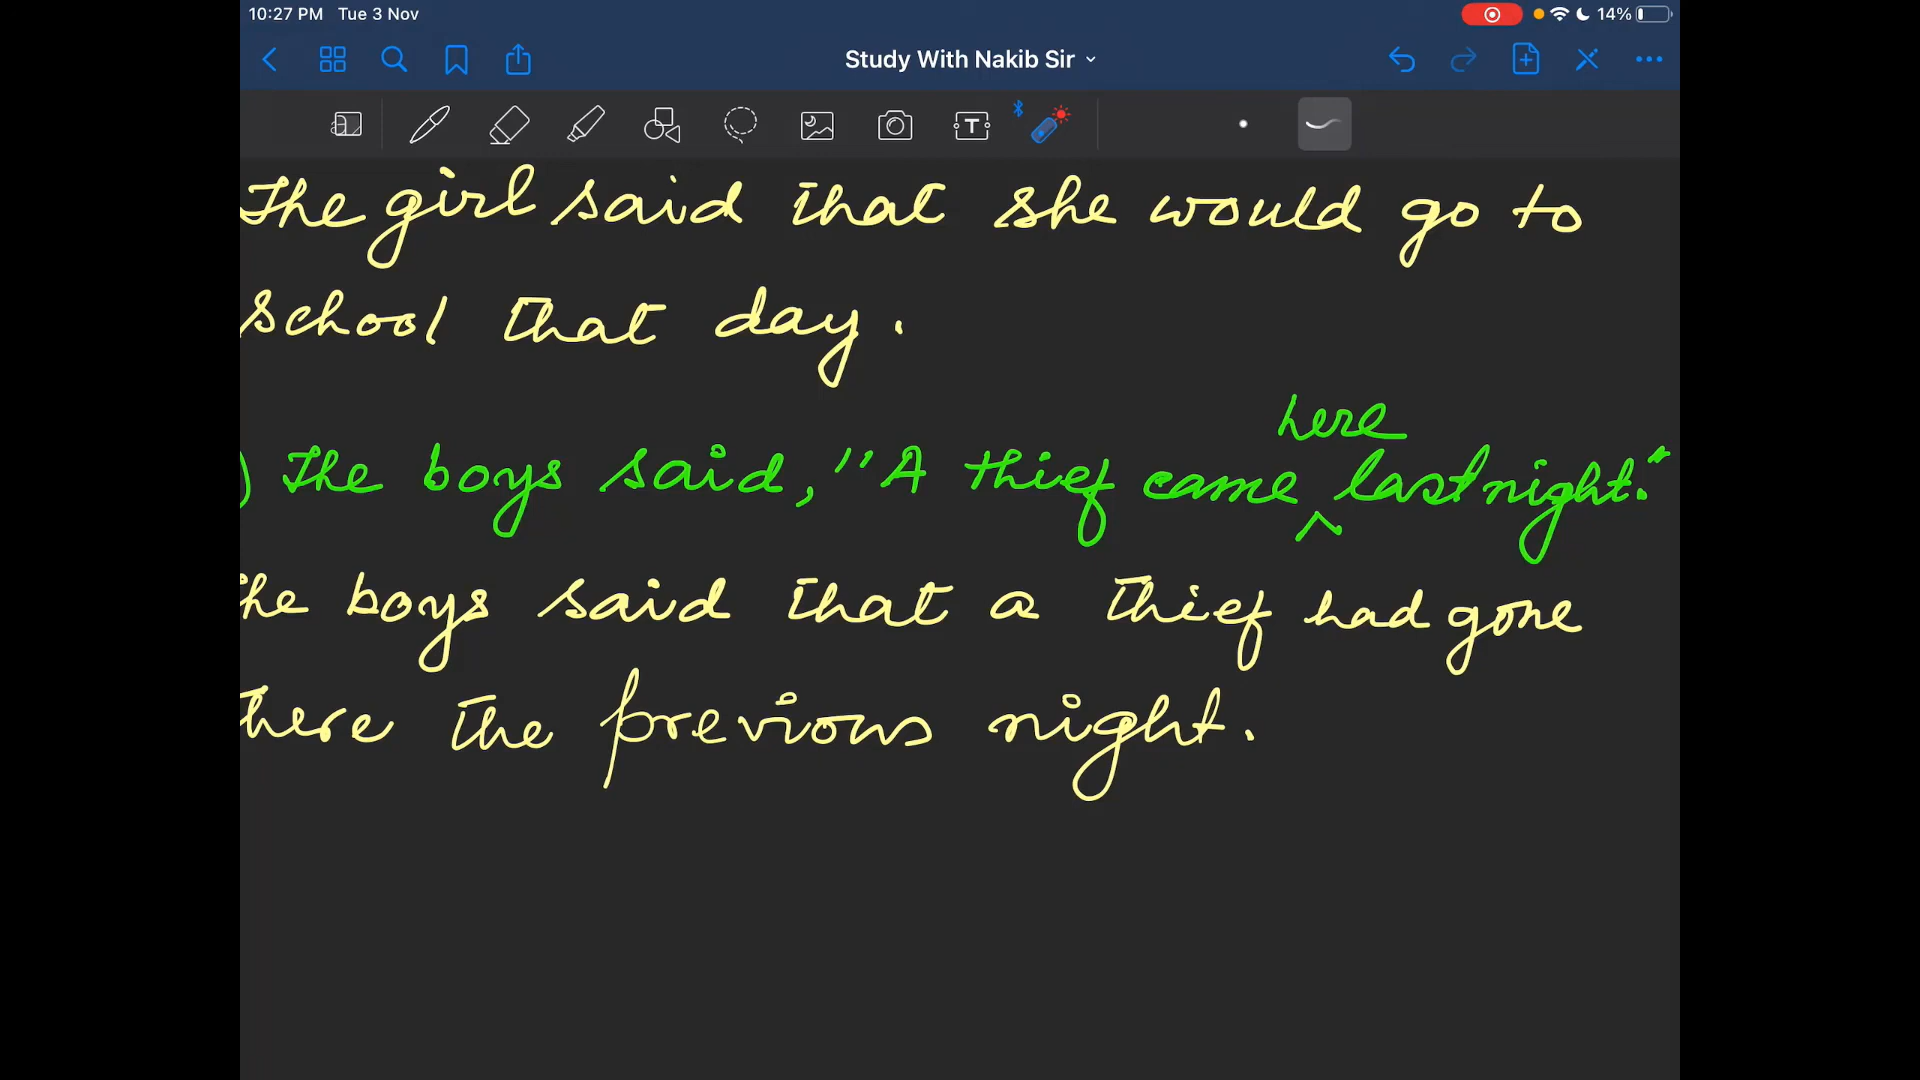 10:27 PM Tue 3 Nov 14%
Study With Nakib Sir
The girl said that she would go to
school that day.
here
) The boys said, "A thief came ^ last night."
he boys said that a thief had gone
here the previous night.